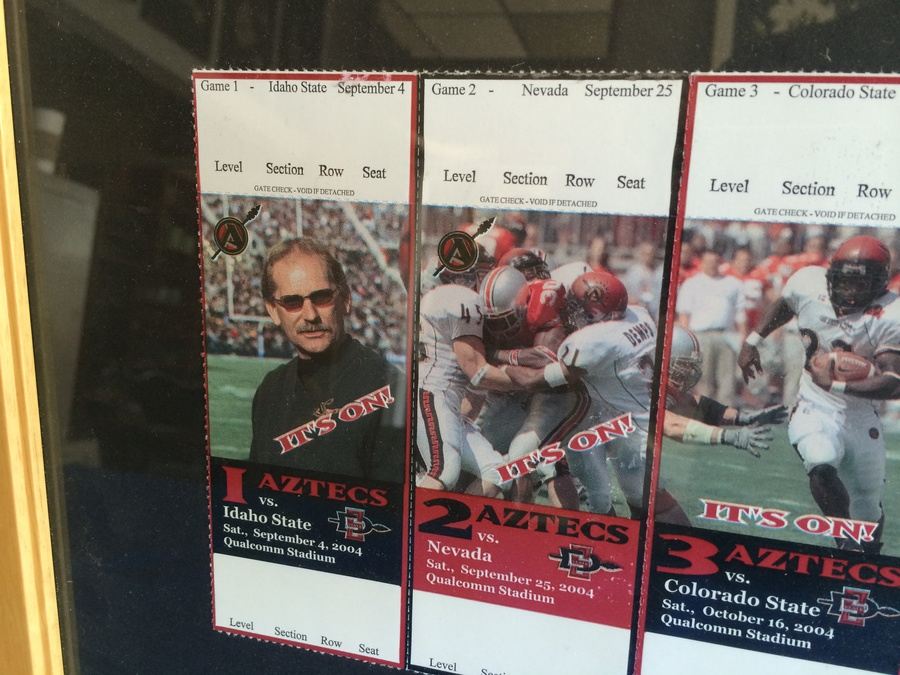 Game 1 - Idaho State September 4
Level Section Row Seat
GATE CHECK - VOID IF DETACHED
A
IT'S ON!
1 AZTECS
vs.
Idaho State
Sat., September 4, 2004
Qualcomm Stadium
Level Section Row Seat
Game 2 - Nevada September 25
Level Section Row Seat
GATE CHECK - VOID IF DETACHED
A
43
30
DEMPS
IT'S ON!
2 AZTECS
vs.
Nevada
Sat., September 25, 2004
Qualcomm Stadium
Level
Game 3 - Colorado State
Level Section Row
GATE CHECK - VOID IF DETACHED
IT'S ON!
3 AZTECS
vs.
Colorado State
Sat., October 16, 2004
Qualcomm Stadium